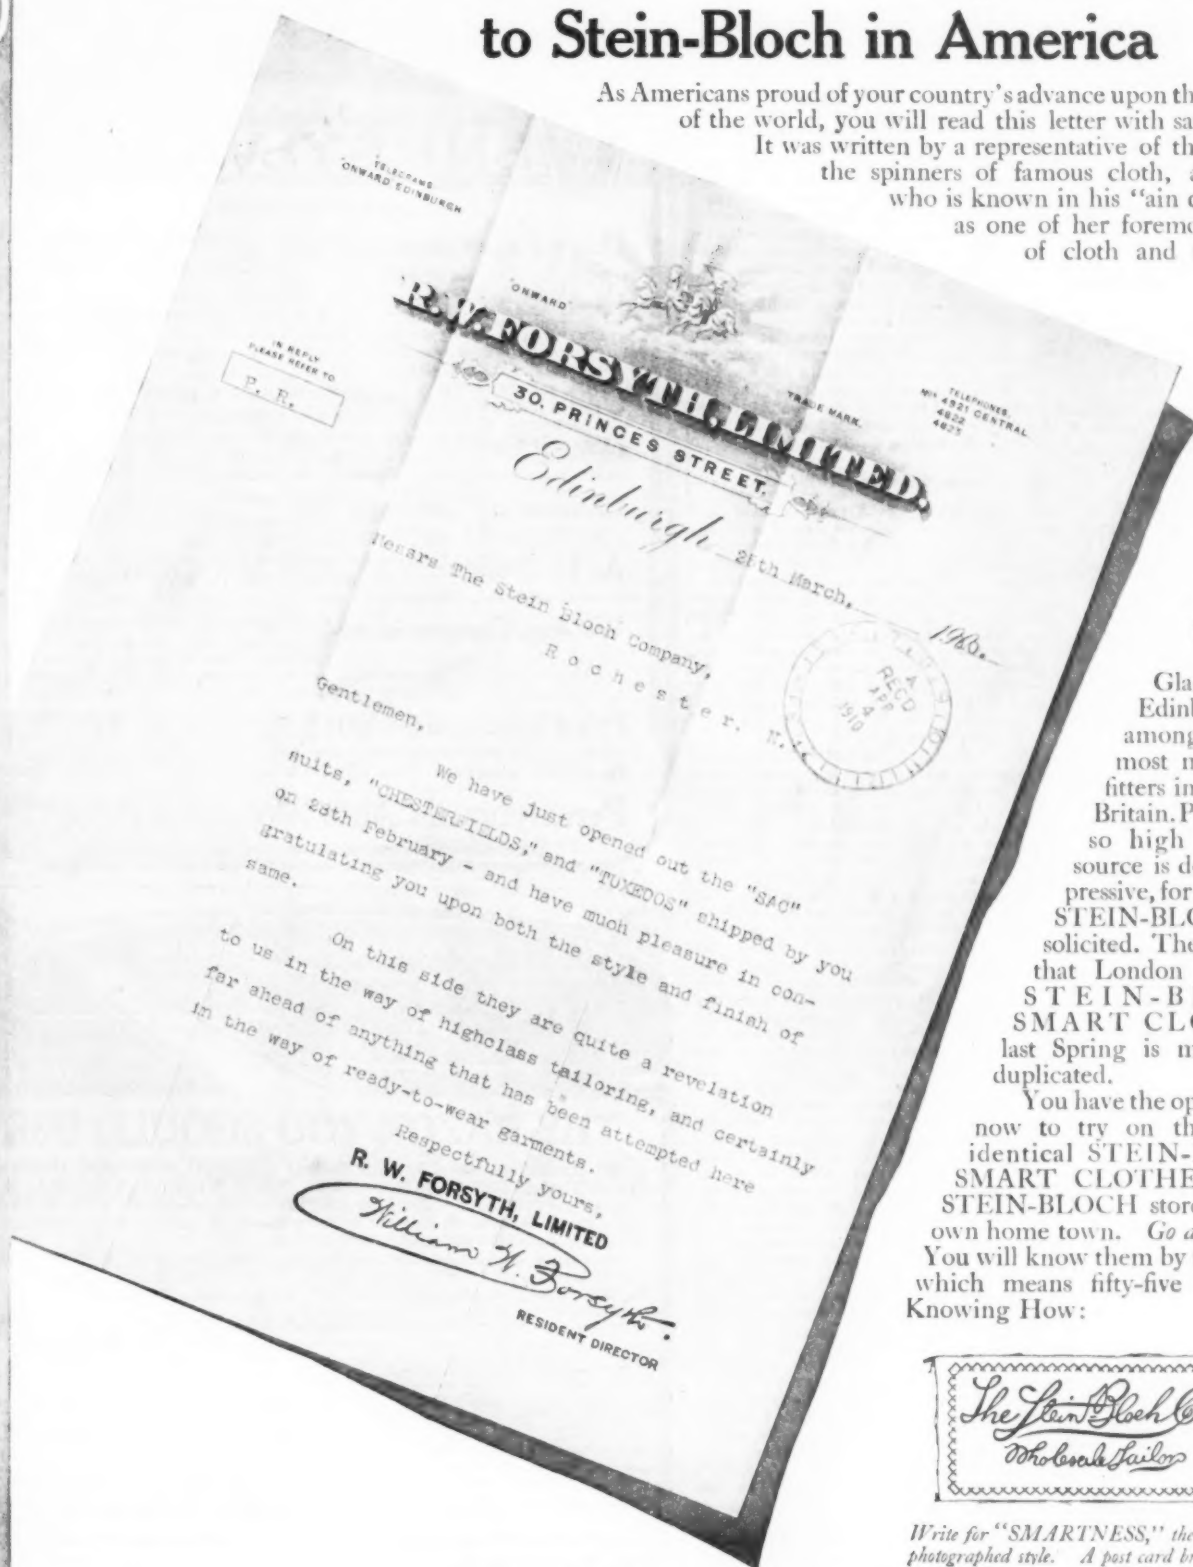 to Stein-Bloch in America
As Americans proud of your country's advance upon th
of the world, you will read this letter with sa
It was written by a representative of th
the spinners of famous cloth, a
who is known in his "ain c
as one of her foremo
of cloth and
TELEGRAMS
"ONWARD" EDINBURGH
"ONWARD"
R.W. FORSYTH, LIMITED,
TRADE MARK.
30. PRINCES STREET.
Edinburgh
IN REPLY
PLEASE REFER TO
P. R.
TELEPHONES.
Nos 4921 CENTRAL
4822
4823
March,
Messrs The Stein Bloch Company,
Rochester. N.
RECD
APR
4
1910
Gentlemen,
We have just opened out the "SAC"
suits, "CHESTERFIELDS," and "TUXEDOS" shipped by you
on 28th February - and have much pleasure in con-
gratulating you upon both the style and finish of
same.
On this side they are quite a revelation
to us in the way of highclass tailoring, and certainly
far ahead of anything that has been attempted here
in the way of ready-to-wear garments.
Respectfully yours,
R. W. FORSYTH, LIMITED
William W. Forsyth.
RESIDENT DIRECTOR
Gla
Edinb
among
most n
fitters in
Britain. P
so high
source is d
pressive, for
STEIN-BLO
solicited. The
that London
STEIN-B
SMART CLO
last Spring is m
duplicated.
You have the op
now to try on th
identical STEIN-
SMART CLOTHE
STEIN-BLOCH store
own home town. Go a
You will know them by
which means fifty-five
Knowing How:
The Stein-Bloch C
Wholesale Tailors
Write for "SMARTNESS," the
photographed style. A post card b